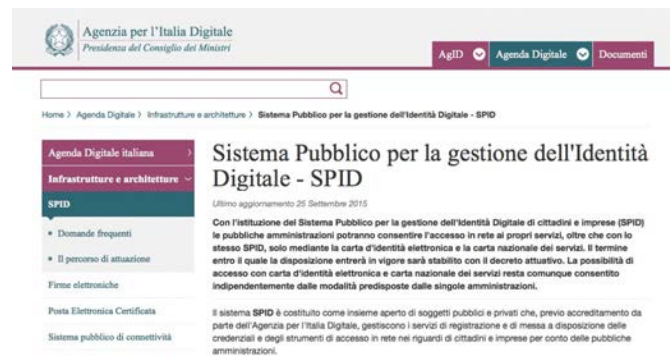 Agenzia per l'Italia Digitale
Presidenza del Consiglio dei Ministri
AgID
Agenda Digitale
Documenti
Home > Agenda Digitale > Infrastrutture e architetture > Sistema Pubblico per la gestione dell'Identità Digitale - SPID
Agenda Digitale italiana
Infrastrutture e architetture
SPID
Domande frequenti
Il percorso di attuazione
Firme elettroniche
Posta Elettronica Certificata
Sistema pubblico di connettività
Sistema Pubblico per la gestione dell'Identità
Digitale - SPID
Ultimo aggiornamento 25 Settembre 2015
Con l'istituzione del Sistema Pubblico per la gestione dell'Identità Digitale di cittadini e imprese (SPID)
le pubbliche amministrazioni potranno consentire l'accesso in rete ai propri servizi, oltre che con lo
stesso SPID, solo mediante la carta d'identità elettronica e la carta nazionale dei servizi. Il termine
entro il quale la disposizione entrerà in vigore sarà stabilito con il decreto attuativo. La possibilità di
accesso con carta d'identità elettronica e carta nazionale dei servizi resta comunque consentito
indipendentemente dalle modalità predisposte dalle singole amministrazioni.
Il sistema SPID è costituito come insieme aperto di soggetti pubblici e privati che, previo accreditamento da
parte dell'Agenzia per l'Italia Digitale, gestiscono i servizi di registrazione e di messa a disposizione delle
credenziali e degli strumenti di accesso in rete nei riguardi di cittadini e imprese per conto delle pubbliche
amministrazioni.